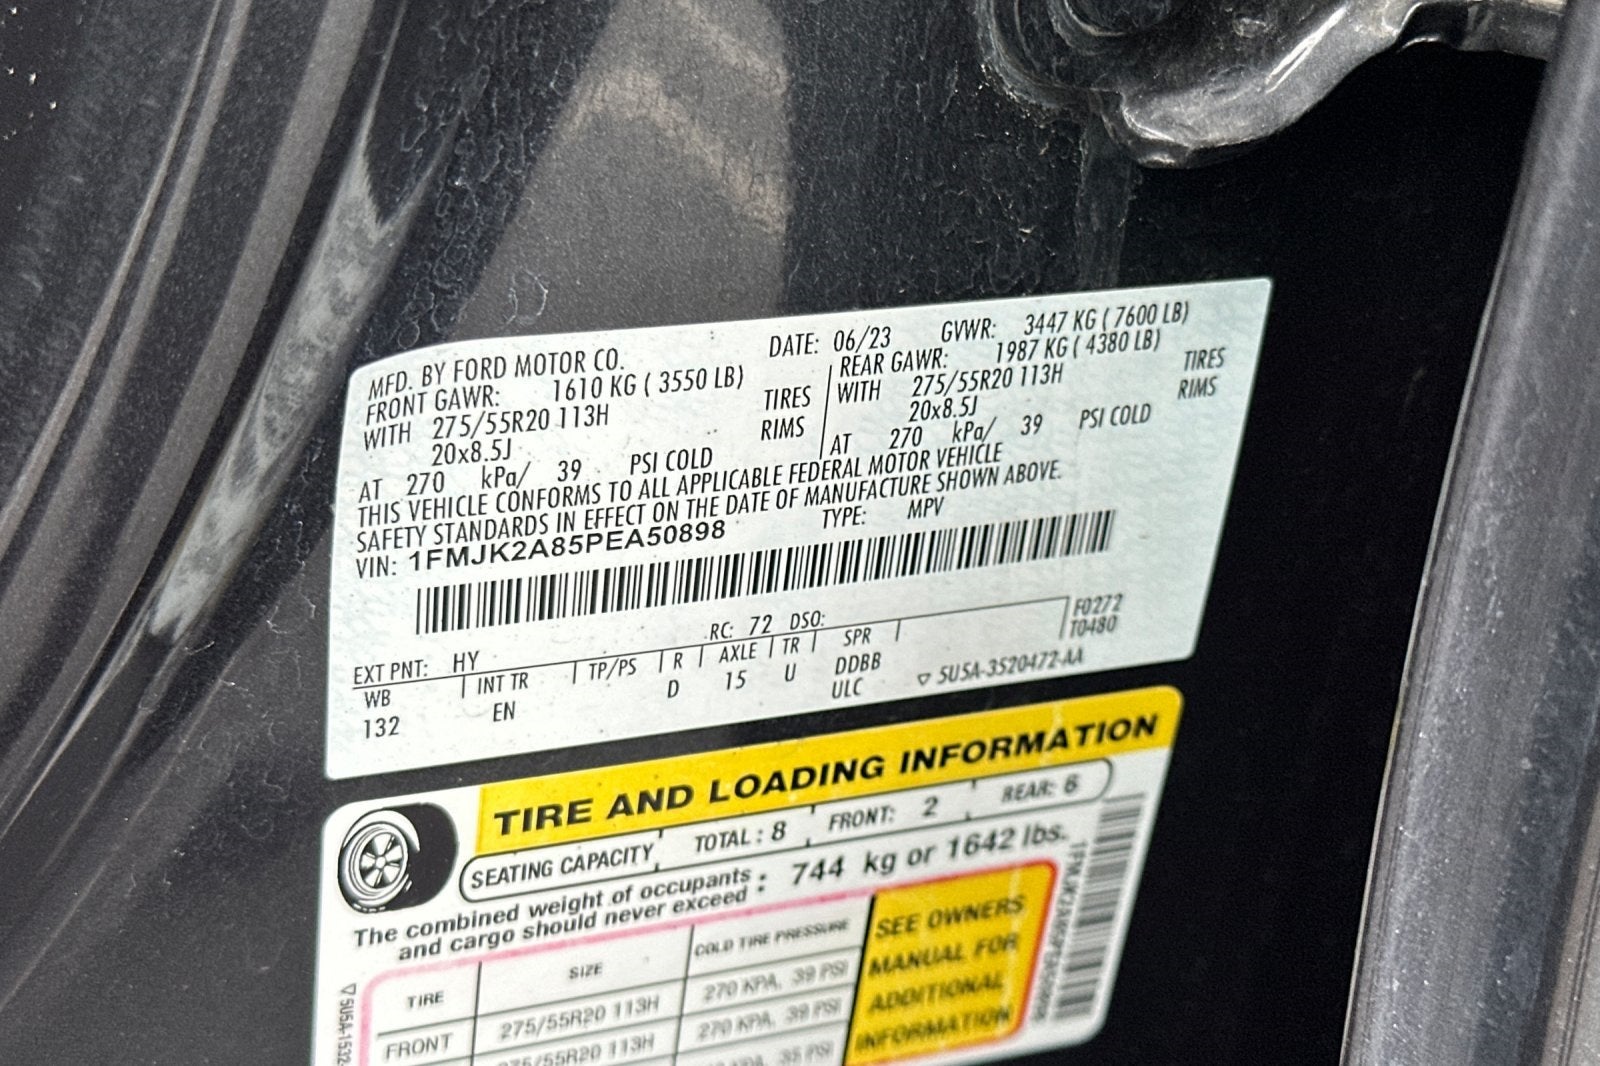 MFD. BY FORD MOTOR CO. DATE: 06/23 GVWR: 3447 KG ( 7600 LB)
FRONT GAWR: 1610 KG ( 3550 LB) REAR GAWR: 1987 KG ( 4380 LB)
WITH 275/55R20 113H TIRES WITH 275/55R20 113H TIRES
20x8.5J RIMS 20x8.5J RIMS
AT 270 kPa/ 39 PSI COLD AT 270 kPa/ 39 PSI COLD
THIS VEHICLE CONFORMS TO ALL APPLICABLE FEDERAL MOTOR VEHICLE
SAFETY STANDARDS IN EFFECT ON THE DATE OF MANUFACTURE SHOWN ABOVE.
VIN: 1FMJK2A85PEA50898 TYPE: MPV
EXT PNT: HY RC: 72 DSO: F0272
WB INT TR TP/PS R AXLE TR SPR T0480
132 EN D 15 U DDBB
ULC ▽ 5U5A-3520472-AA
TIRE AND LOADING INFORMATION
SEATING CAPACITY TOTAL : 8 FRONT: 2 REAR: 6
The combined weight of occupants : 744 kg or 1642 lbs.
and cargo should never exceed
TIRE SIZE COLD TIRE PRESSURE
FRONT 275/55R20 113H 270 KPA, 39 PSI
275/55R20 113H 270 KPA, 39 PSI
35 PSI
SEE OWNERS
MANUAL FOR
ADDITIONAL
INFORMATION
▽ 5U5A-1532